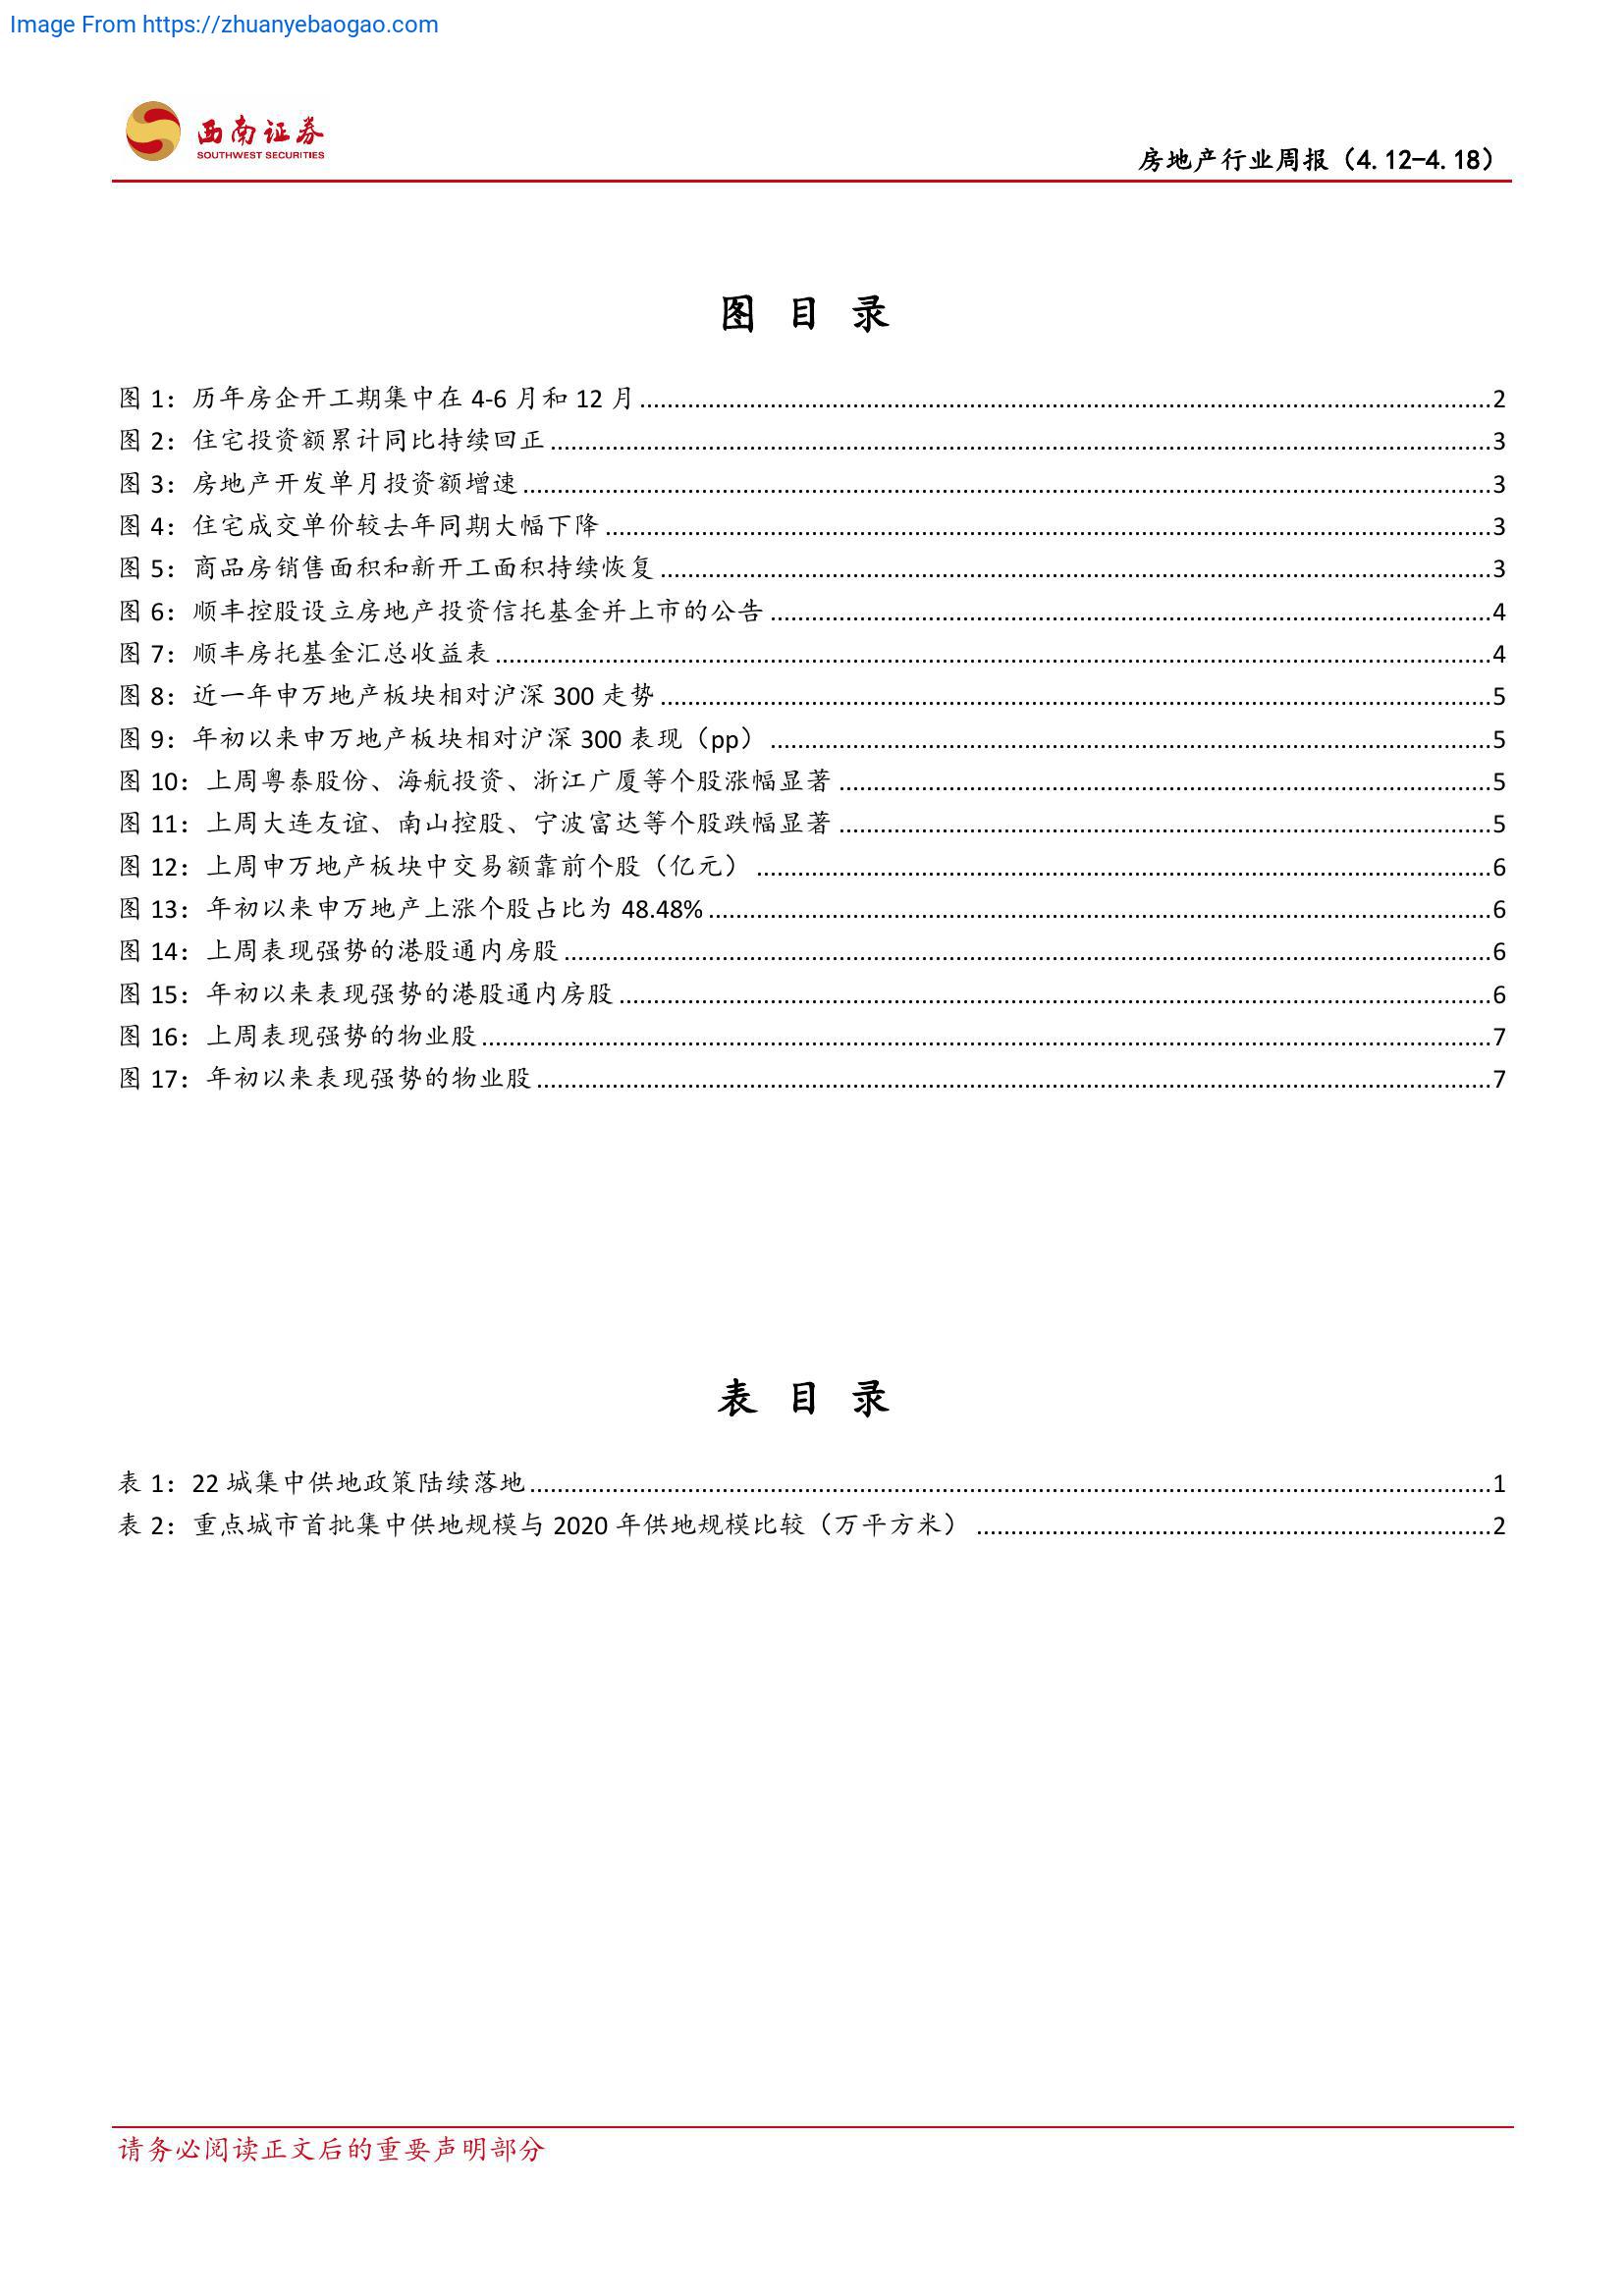 Image From https://zhuanyebaogao.com
西南证券
SOUTHWEST SECURITIES
房地产行业周报（4.12-4.18）
图 目 录
图 1：历年房企开工期集中在 4-6 月和 12 月 2
图 2：住宅投资额累计同比持续回正 3
图 3：房地产开发单月投资额增速 3
图 4：住宅成交单价较去年同期大幅下降 3
图 5：商品房销售面积和新开工面积持续恢复 3
图 6：顺丰控股设立房地产投资信托基金并上市的公告 4
图 7：顺丰房托基金汇总收益表 4
图 8：近一年申万地产板块相对沪深 300 走势 5
图 9：年初以来申万地产板块相对沪深 300 表现（pp） 5
图 10：上周粤泰股份、海航投资、浙江广厦等个股涨幅显著 5
图 11：上周大连友谊、南山控股、宁波富达等个股跌幅显著 5
图 12：上周申万地产板块中交易额靠前个股（亿元） 6
图 13：年初以来申万地产上涨个股占比为 48.48% 6
图 14：上周表现强势的港股通内房股 6
图 15：年初以来表现强势的港股通内房股 6
图 16：上周表现强势的物业股 7
图 17：年初以来表现强势的物业股 7
表 目 录
表 1：22 城集中供地政策陆续落地 1
表 2：重点城市首批集中供地规模与 2020 年供地规模比较（万平方米） 2
请务必阅读正文后的重要声明部分